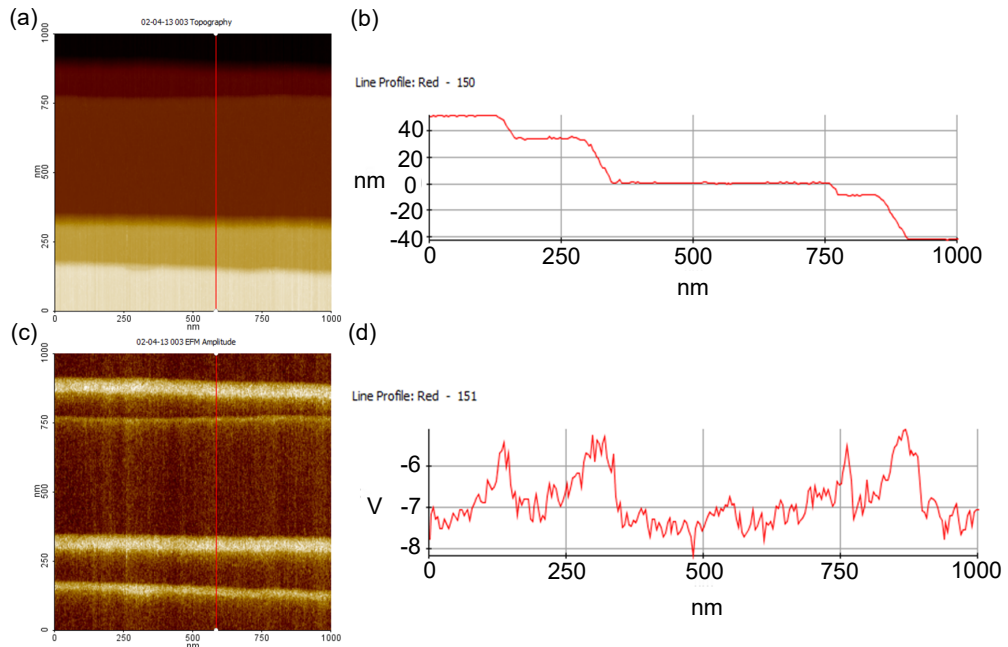 (a)
02-04-13 003 Topography
1000
750
nm
500
250
0
0 250 500 750 1000
nm
(b)
Line Profile: Red - 150
40
20
nm
0
-20
-40
0 250 500 750 1000
nm
(c)
02-04-13 003 EFM Amplitude
1000
750
nm
500
250
0
0 250 500 750 1000
nm
(d)
Line Profile: Red - 151
-6
V
-7
-8
0 250 500 750 1000
nm